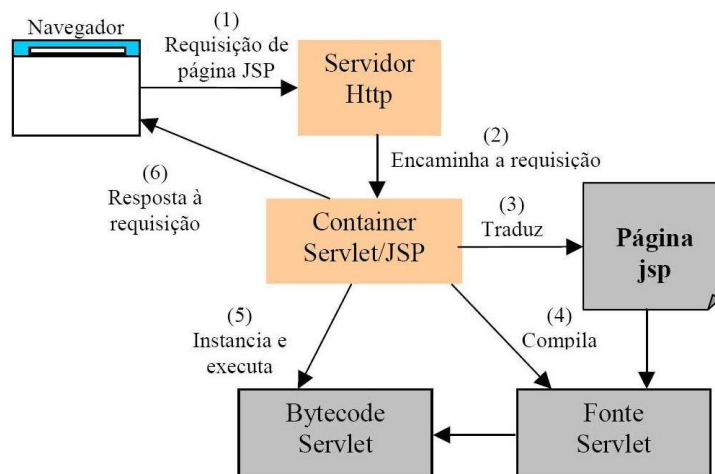 Navegador
(1)
Requisição de
página JSP
Servidor
Http
(2)
Encaminha a requisição
(6)
Resposta à
requisição
Container
Servlet/JSP
(3)
Traduz
Página
jsp
(5)
Instancia e
executa
(4)
Compila
Bytecode
Servlet
Fonte
Servlet